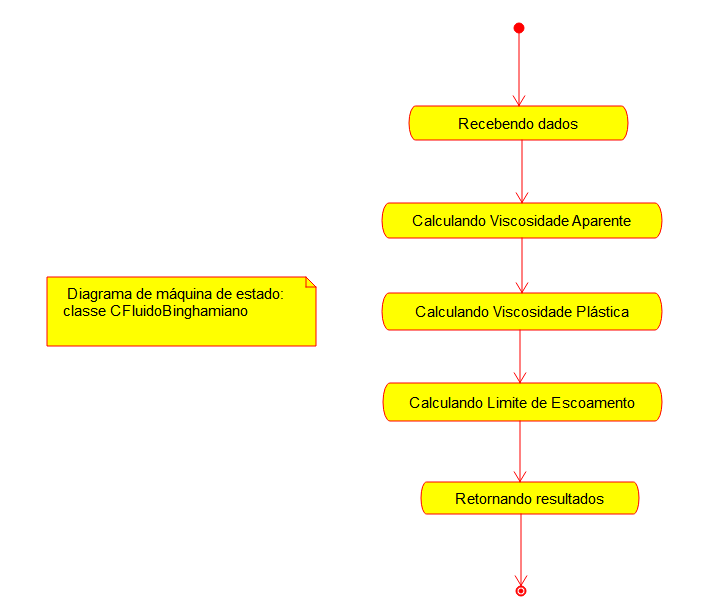 Recebendo dados
Calculando Viscosidade Aparente
Diagrama de máquina de estado:
classe CFluidoBinghamiano
Calculando Viscosidade Plástica
Calculando Limite de Escoamento
Retornando resultados